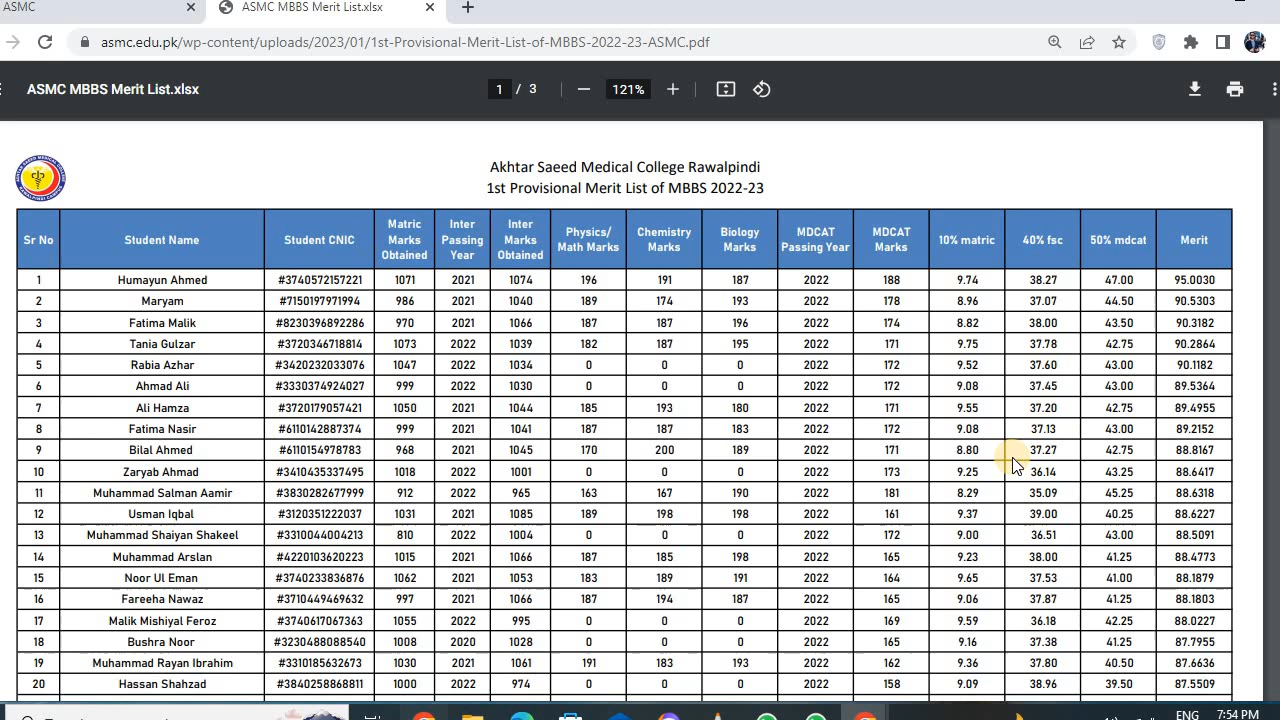 ASMC
ASMC MBBS Merit List.xlsx
asmc.edu.pk/wp-content/uploads/2023/01/1st-Provisional-Merit-List-of-MBBS-2022-23-ASMC.pdf
ASMC MBBS Merit List.xlsx 1 / 3 121%
Akhtar Saeed Medical College Rawalpindi
1st Provisional Merit List of MBBS 2022-23
Sr No Student Name Student CNIC Matric Marks Obtained Inter Passing Year Inter Marks Obtained Physics/ Math Marks Chemistry Marks Biology Marks MDCAT Passing Year MDCAT Marks 10% matric 40% fsc 50% mdcat Merit
1 Humayun Ahmed #3740572157221 1071 2021 1074 196 191 187 2022 188 9.74 38.27 47.00 95.0030
2 Maryam #7150197971994 986 2021 1040 189 174 193 2022 178 8.96 37.07 44.50 90.5303
3 Fatima Malik #8230396892286 970 2021 1066 187 187 196 2022 174 8.82 38.00 43.50 90.3182
4 Tania Gulzar #3720346718814 1073 2022 1039 182 187 195 2022 171 9.75 37.78 42.75 90.2864
5 Rabia Azhar #3420232033076 1047 2022 1034 0 0 0 2022 172 9.52 37.60 43.00 90.1182
6 Ahmad Ali #3330374924027 999 2022 1030 0 0 0 2022 172 9.08 37.45 43.00 89.5364
7 Ali Hamza #3720179057421 1050 2021 1044 185 193 180 2022 171 9.55 37.20 42.75 89.4955
8 Fatima Nasir #6110142887374 999 2021 1041 187 187 183 2022 172 9.08 37.13 43.00 89.2152
9 Bilal Ahmed #6110154978783 968 2021 1045 170 200 189 2022 171 8.80 37.27 42.75 88.8167
10 Zaryab Ahmad #3410435337495 1018 2022 1001 0 0 0 2022 173 9.25 36.14 43.25 88.6417
11 Muhammad Salman Aamir #3830282677999 912 2022 965 163 167 190 2022 181 8.29 35.09 45.25 88.6318
12 Usman Iqbal #3120351222037 1031 2021 1085 189 198 198 2022 161 9.37 39.00 40.25 88.6227
13 Muhammad Shaiyan Shakeel #3310044004213 810 2022 1004 0 0 0 2022 172 9.00 36.51 43.00 88.5091
14 Muhammad Arslan #4220103620223 1015 2021 1066 187 185 198 2022 165 9.23 38.00 41.25 88.4773
15 Noor Ul Eman #3740233836876 1062 2021 1053 183 189 191 2022 164 9.65 37.53 41.00 88.1879
16 Fareeha Nawaz #3710449469632 997 2021 1066 187 194 187 2022 165 9.06 37.87 41.25 88.1803
17 Malik Mishiyal Feroz #3740617067363 1055 2022 995 0 0 0 2022 169 9.59 36.18 42.25 88.0227
18 Bushra Noor #3230488088540 1008 2020 1028 0 0 0 2022 165 9.16 37.38 41.25 87.7955
19 Muhammad Rayan Ibrahim #3310185632673 1030 2021 1061 191 183 193 2022 162 9.36 37.80 40.50 87.6636
20 Hassan Shahzad #3840258868811 1000 2022 974 0 0 0 2022 158 9.09 38.96 39.50 87.5509
ENG 7:54 PM